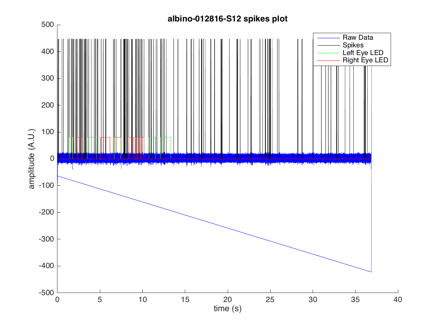 albino-012816-S12 spikes plot
500
400
300
200
100
0
-100
-200
-300
-400
-500
amplitude (A.U.)
Raw Data
Spikes
Left Eye LED
Right Eye LED
0 5 10 15 20 25 30 35 40
time (s)